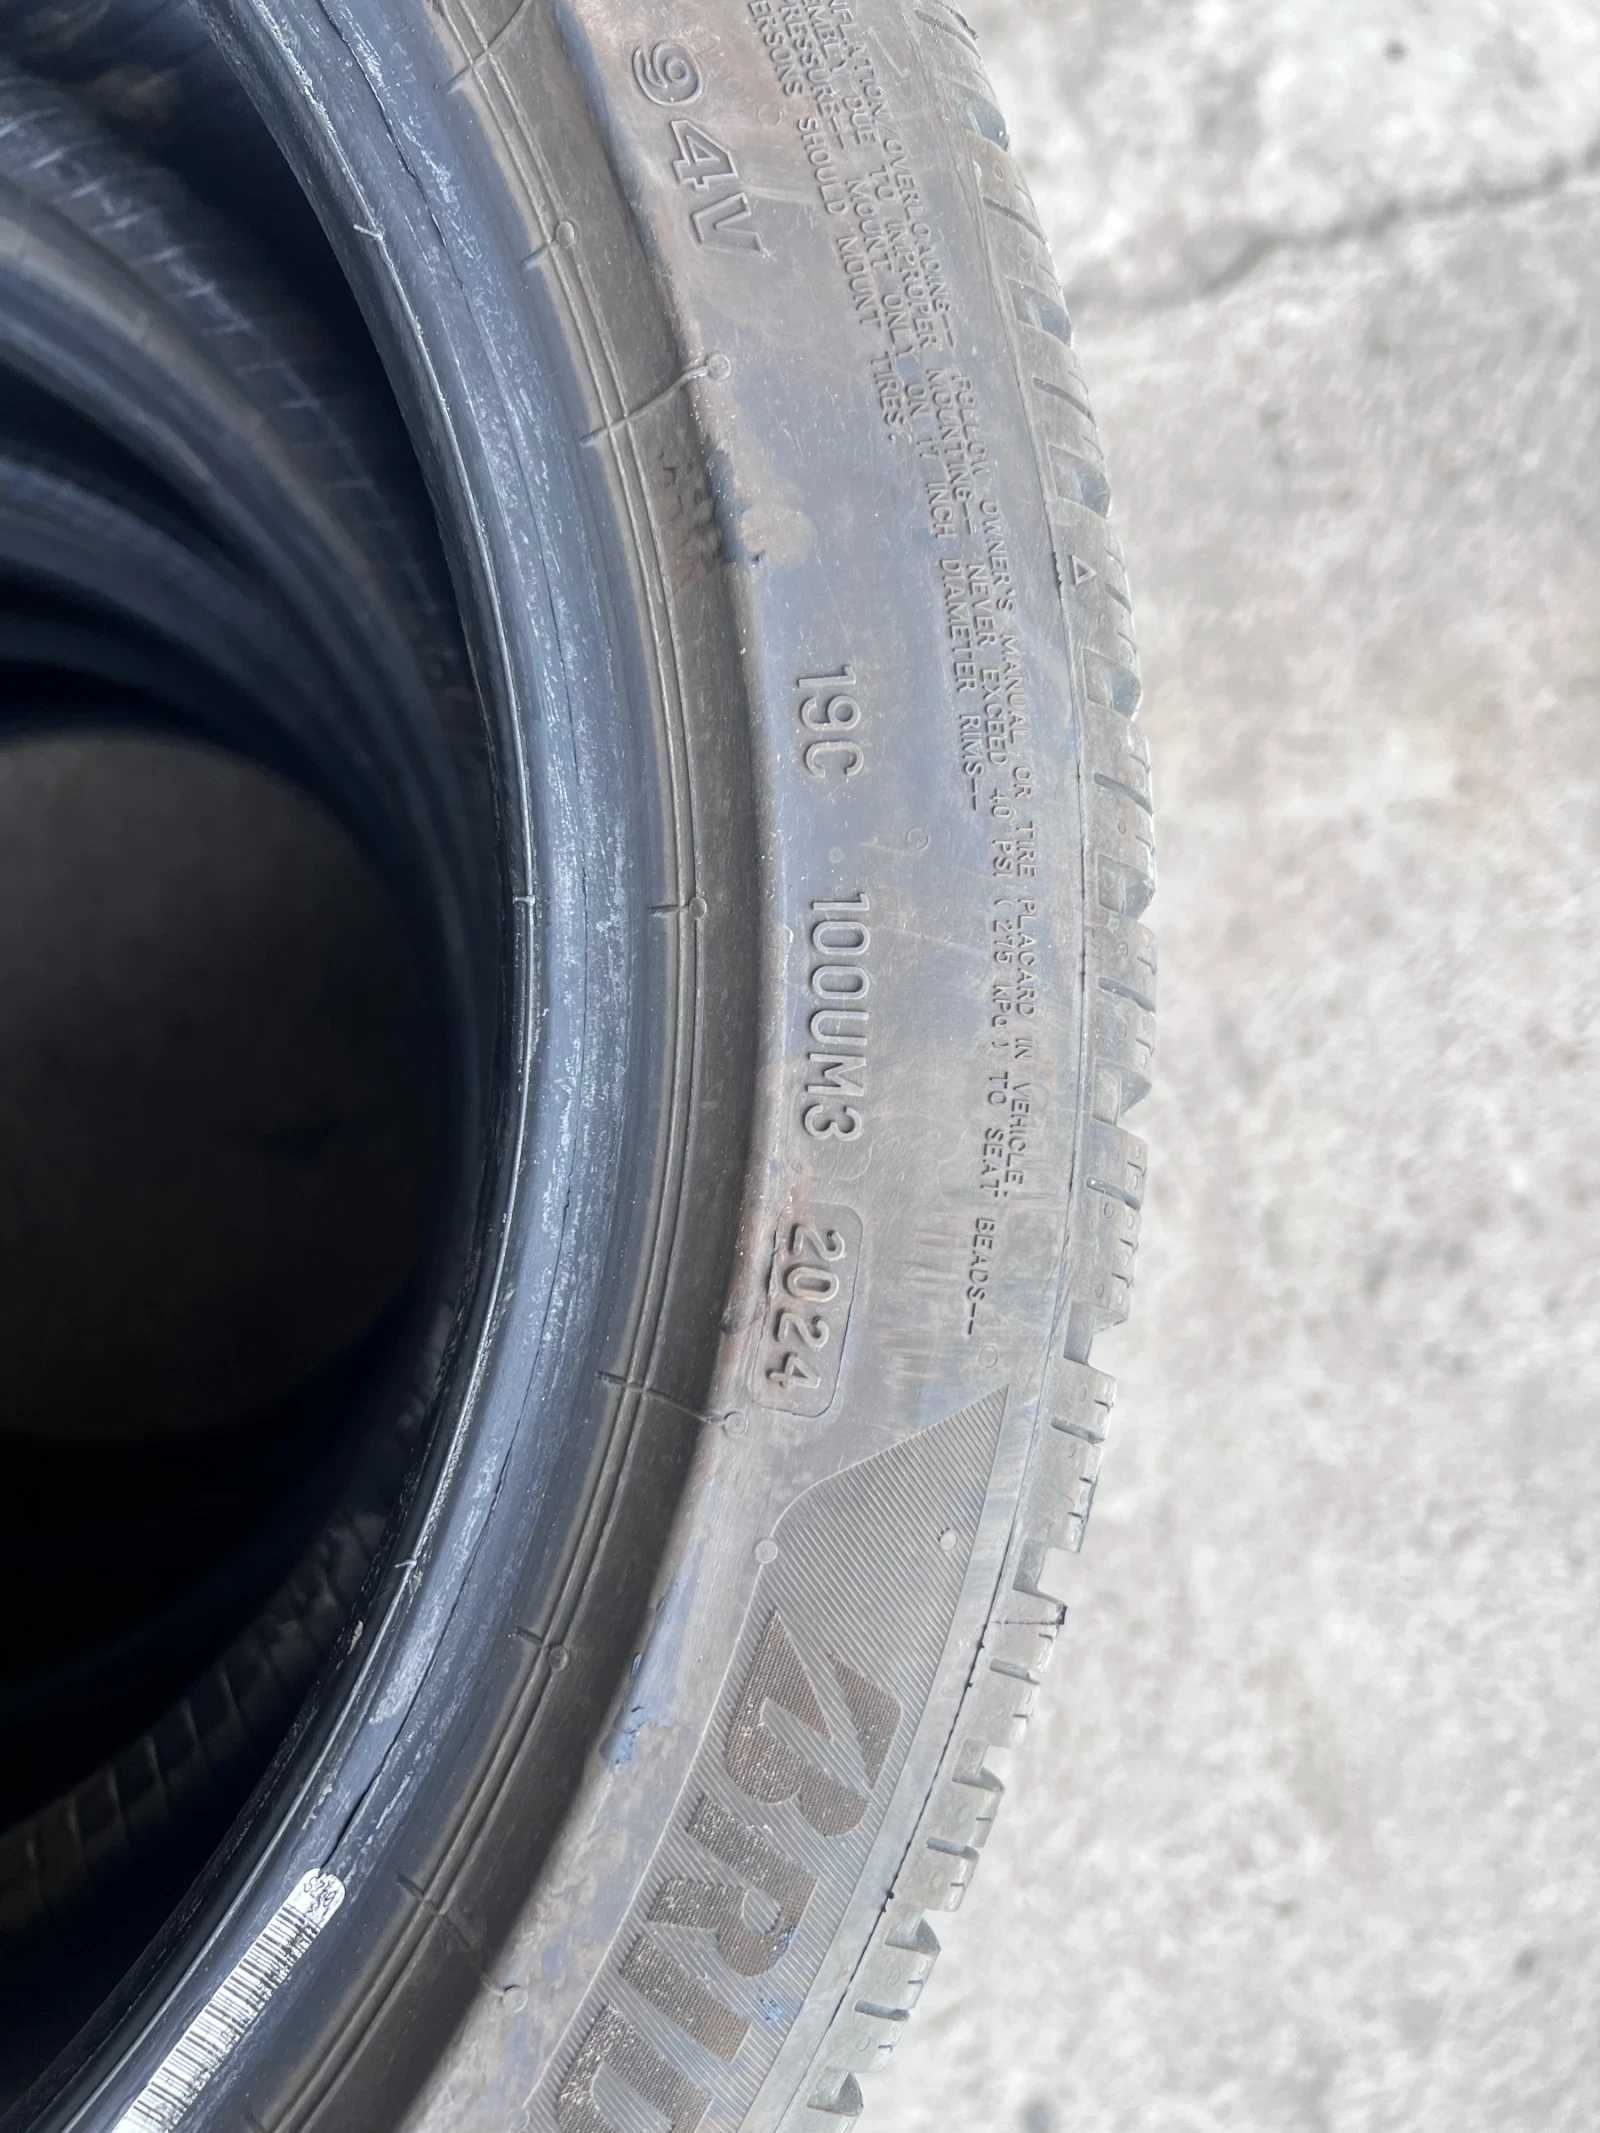 94V
INFLATION/OVERLOADING— FOLLOW OWNER'S MANUAL OR TIRE PLACARD IN VEHICLE;
DUE TO IMPROPER MOUNTING— NEVER EXCEED 40 PSI (275 KPa) TO SEAT BEADS—
PRESSURE— MOUNT ONLY ON 17 INCH DIAMETER RIMS—
PERSONS SHOULD MOUNT TIRES.
19C 100UM3 2024
BRID